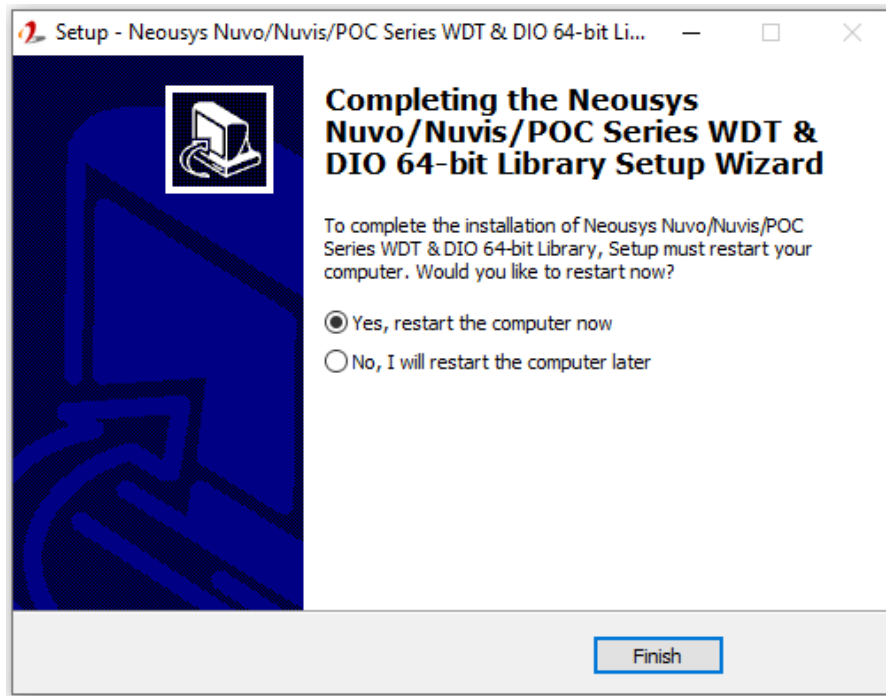 Setup - Neousys Nuvo/Nuvis/POC Series WDT & DIO 64-bit Li...
Completing the Neousys
Nuvo/Nuvis/POC Series WDT &
DIO 64-bit Library Setup Wizard
To complete the installation of Neousys Nuvo/Nuvis/POC
Series WDT & DIO 64-bit Library, Setup must restart your
computer. Would you like to restart now?
Yes, restart the computer now
No, I will restart the computer later
Finish